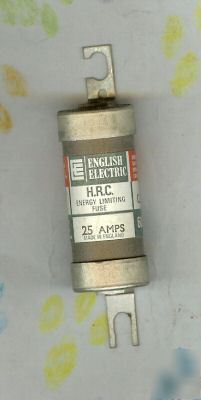 ENGLISH
ELECTRIC
H.R.C.
ENERGY LIMITING
FUSE
25 AMPS
MADE IN ENGLAND